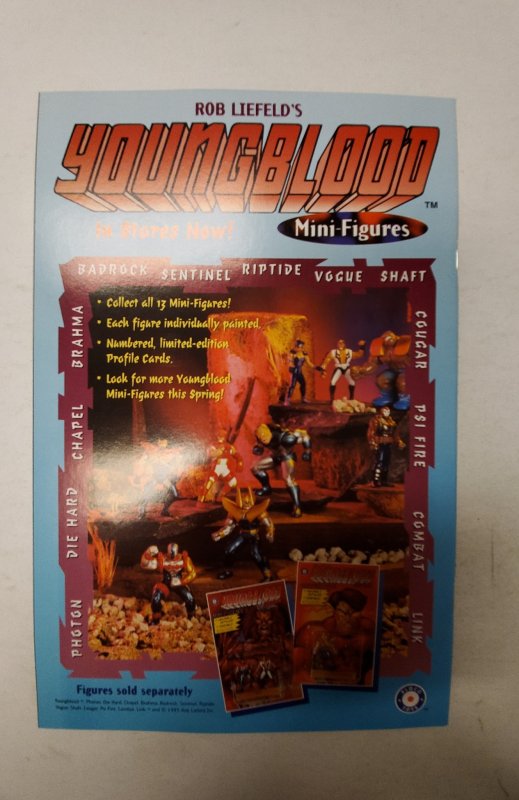 ROB LIEFELD'S
YOUNGBLOOD
TM
In Stores Now!
Mini-Figures
BADROCK SENTINEL RIPTIDE VOGUE SHAFT
• Collect all 13 Mini-Figures!
• Each figure individually painted.
• Numbered, limited-edition
Profile Cards.
• Look for more Youngblood
Mini-Figures this Spring!
BRAHMA
CHAPEL
DIE HARD
PHOTON
COUGAR
PSI FIRE
COMBAT
LINK
YOUNGBLOOD
YOUNGBLOOD
Figures sold separately